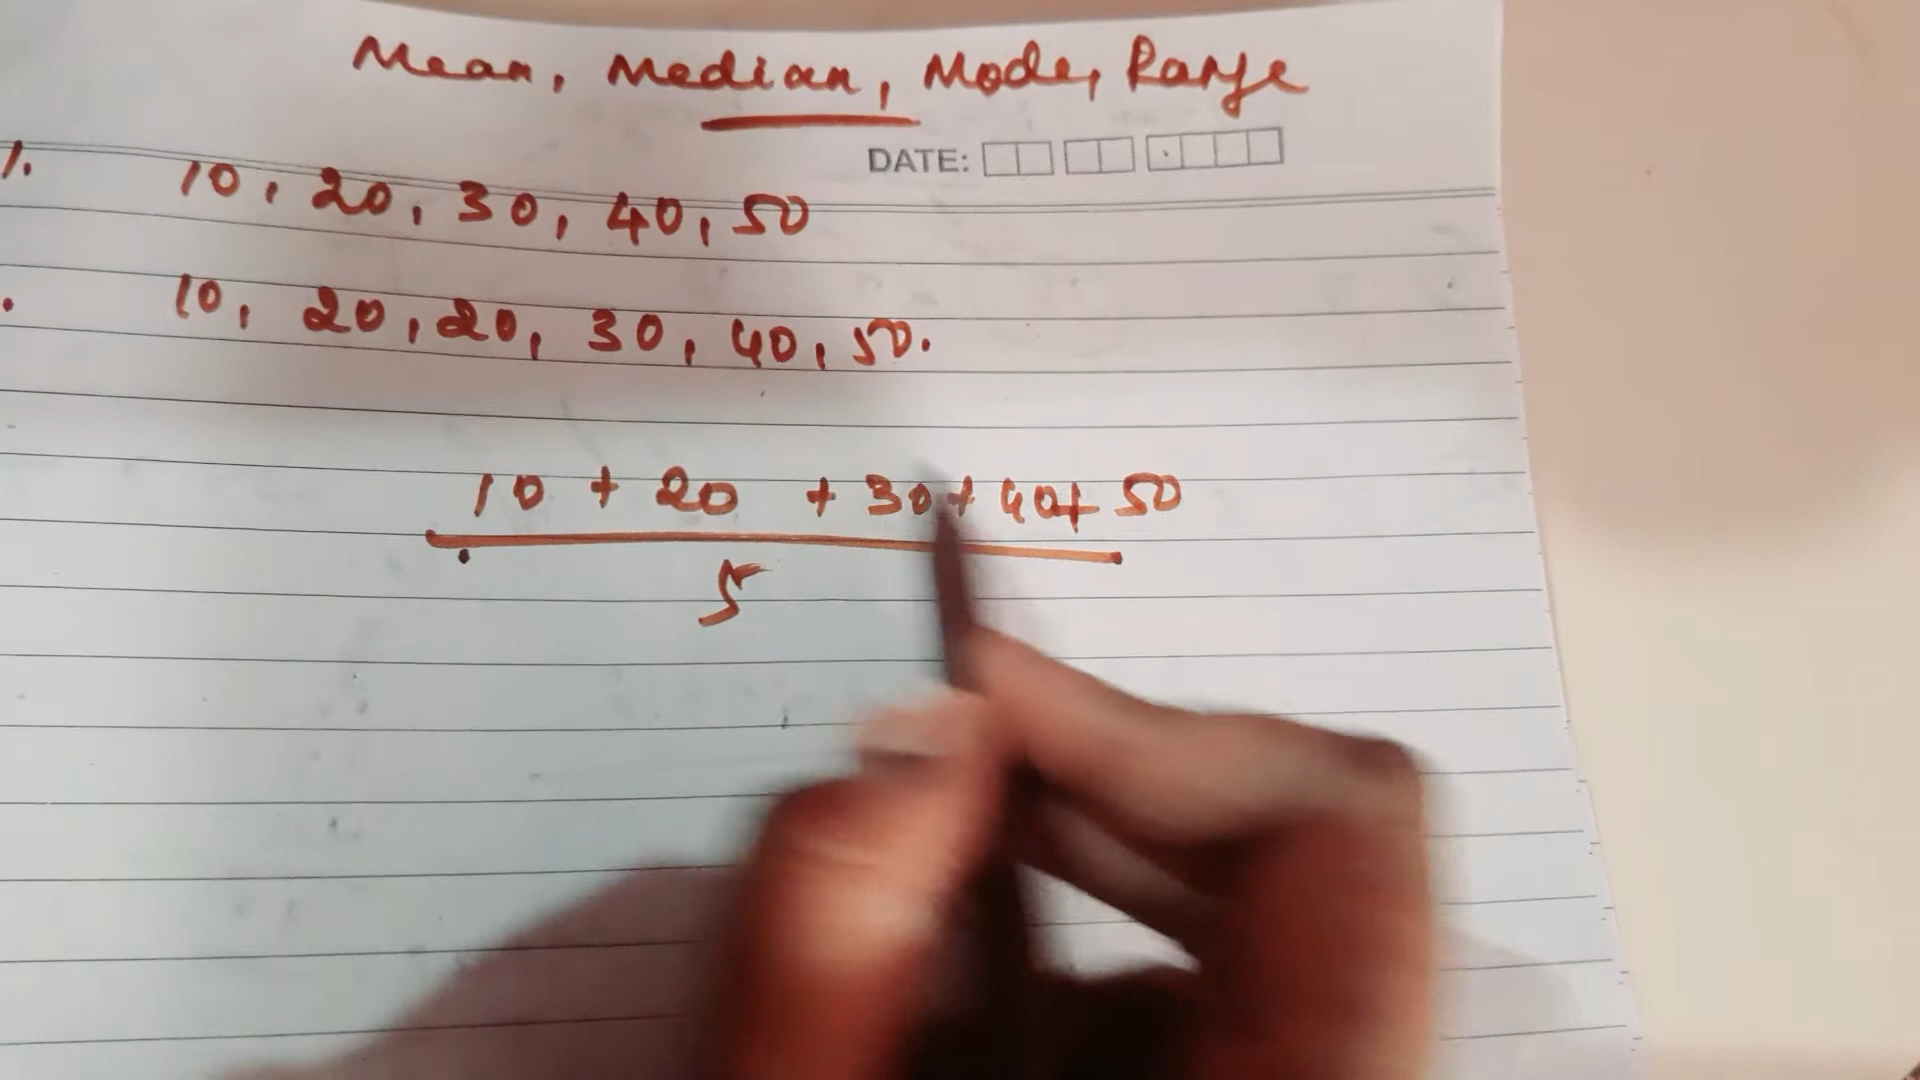 Mean, Median, Mode, Range
DATE:
1. 10, 20, 30, 40, 50
. 10, 20, 20, 30, 40, 50.
10 + 20 + 30 + 40 + 50
5